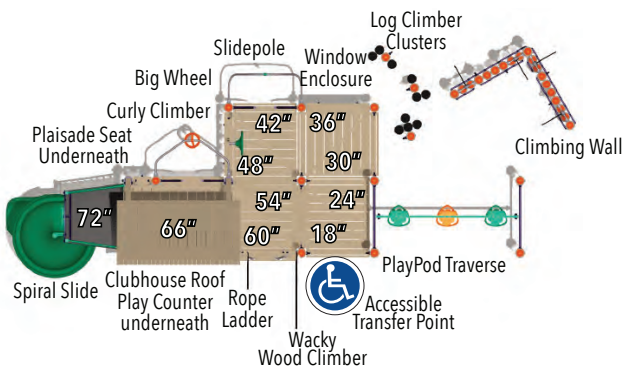 Log Climber
Clusters
Slidepole
Window
Enclosure
Big Wheel
Curly Climber
Plaisade Seat
Underneath
Climbing Wall
42"
36"
48"
30"
54"
24"
72"
66"
60"
18"
Spiral Slide
Clubhouse Roof
Play Counter
underneath
Rope
Ladder
Wacky
Wood Climber
Accessible
Transfer Point
PlayPod Traverse